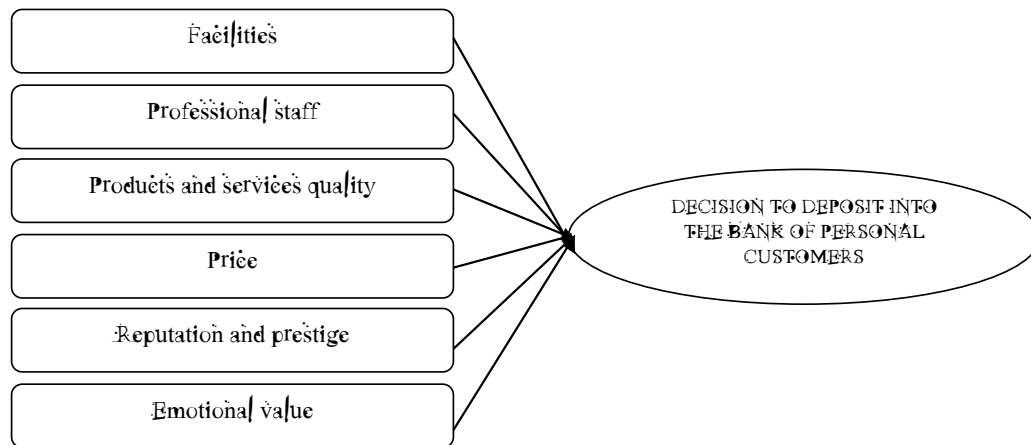 Facilities
Professional staff
Products and services quality
Price
Reputation and prestige
Emotional value
DECISION TO DEPOSIT INTO
THE BANK OF PERSONAL
CUSTOMERS